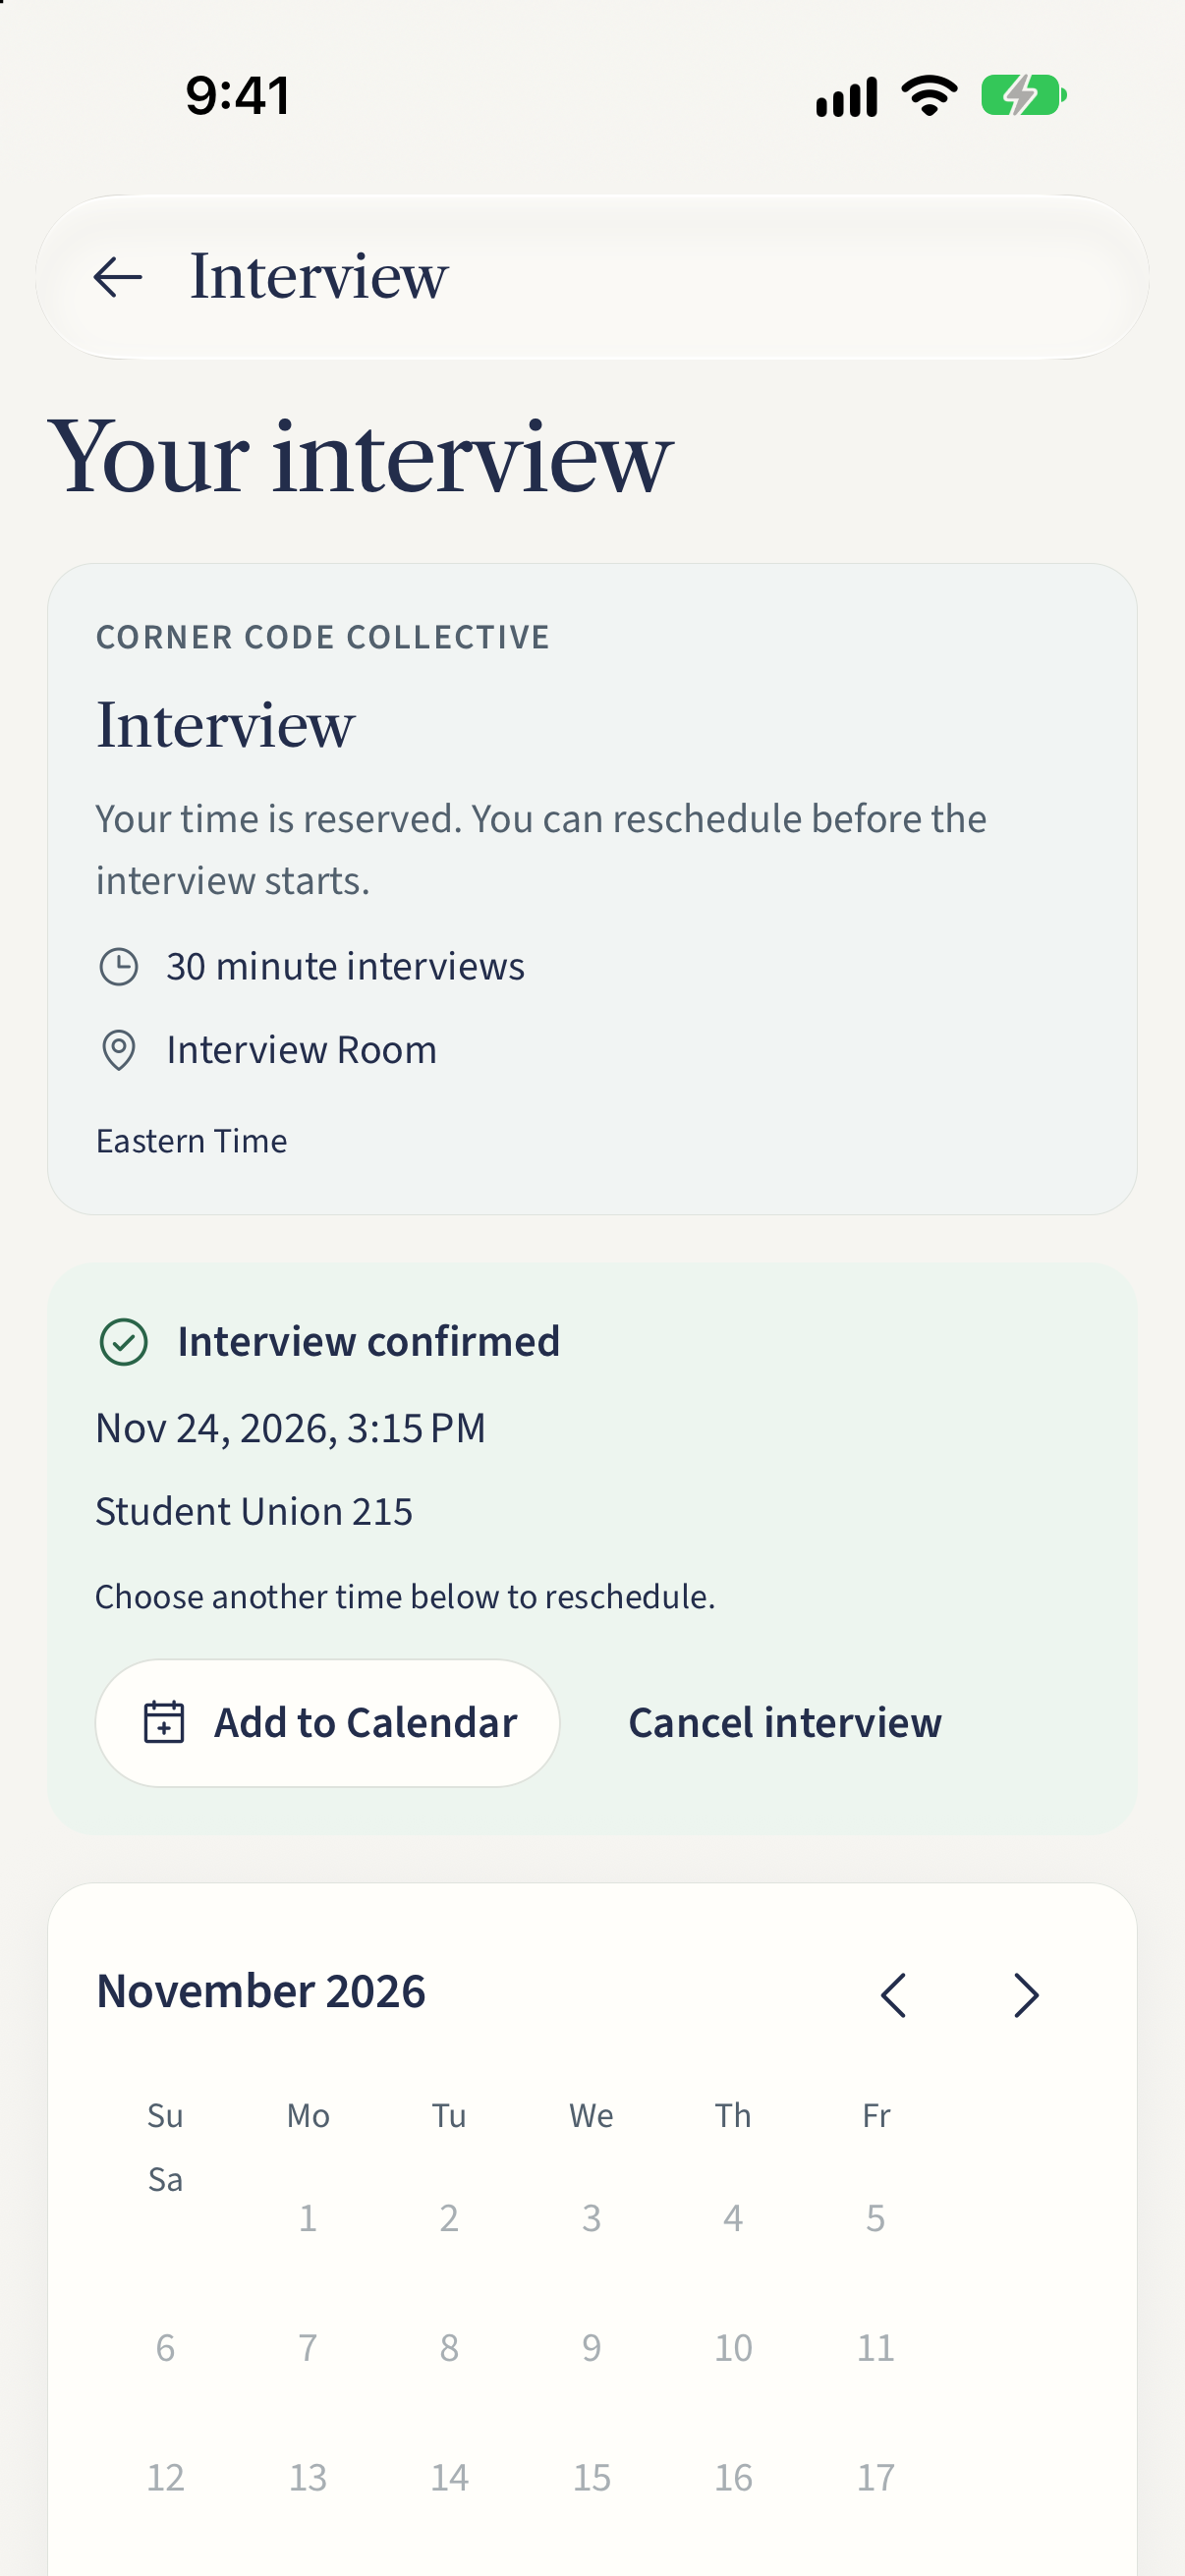 9:41
Interview
Your interview
CORNER CODE COLLECTIVE
Interview
Your time is reserved. You can reschedule before the
interview starts.
30 minute interviews
Interview Room
Eastern Time
Interview confirmed
Nov 24, 2026, 3:15 PM
Student Union 215
Choose another time below to reschedule.
Add to Calendar Cancel interview
November 2026
Su Mo Tu We Th Fr
Sa
1 2 3 4 5
6 7 8 9 10 11
12 13 14 15 16 17